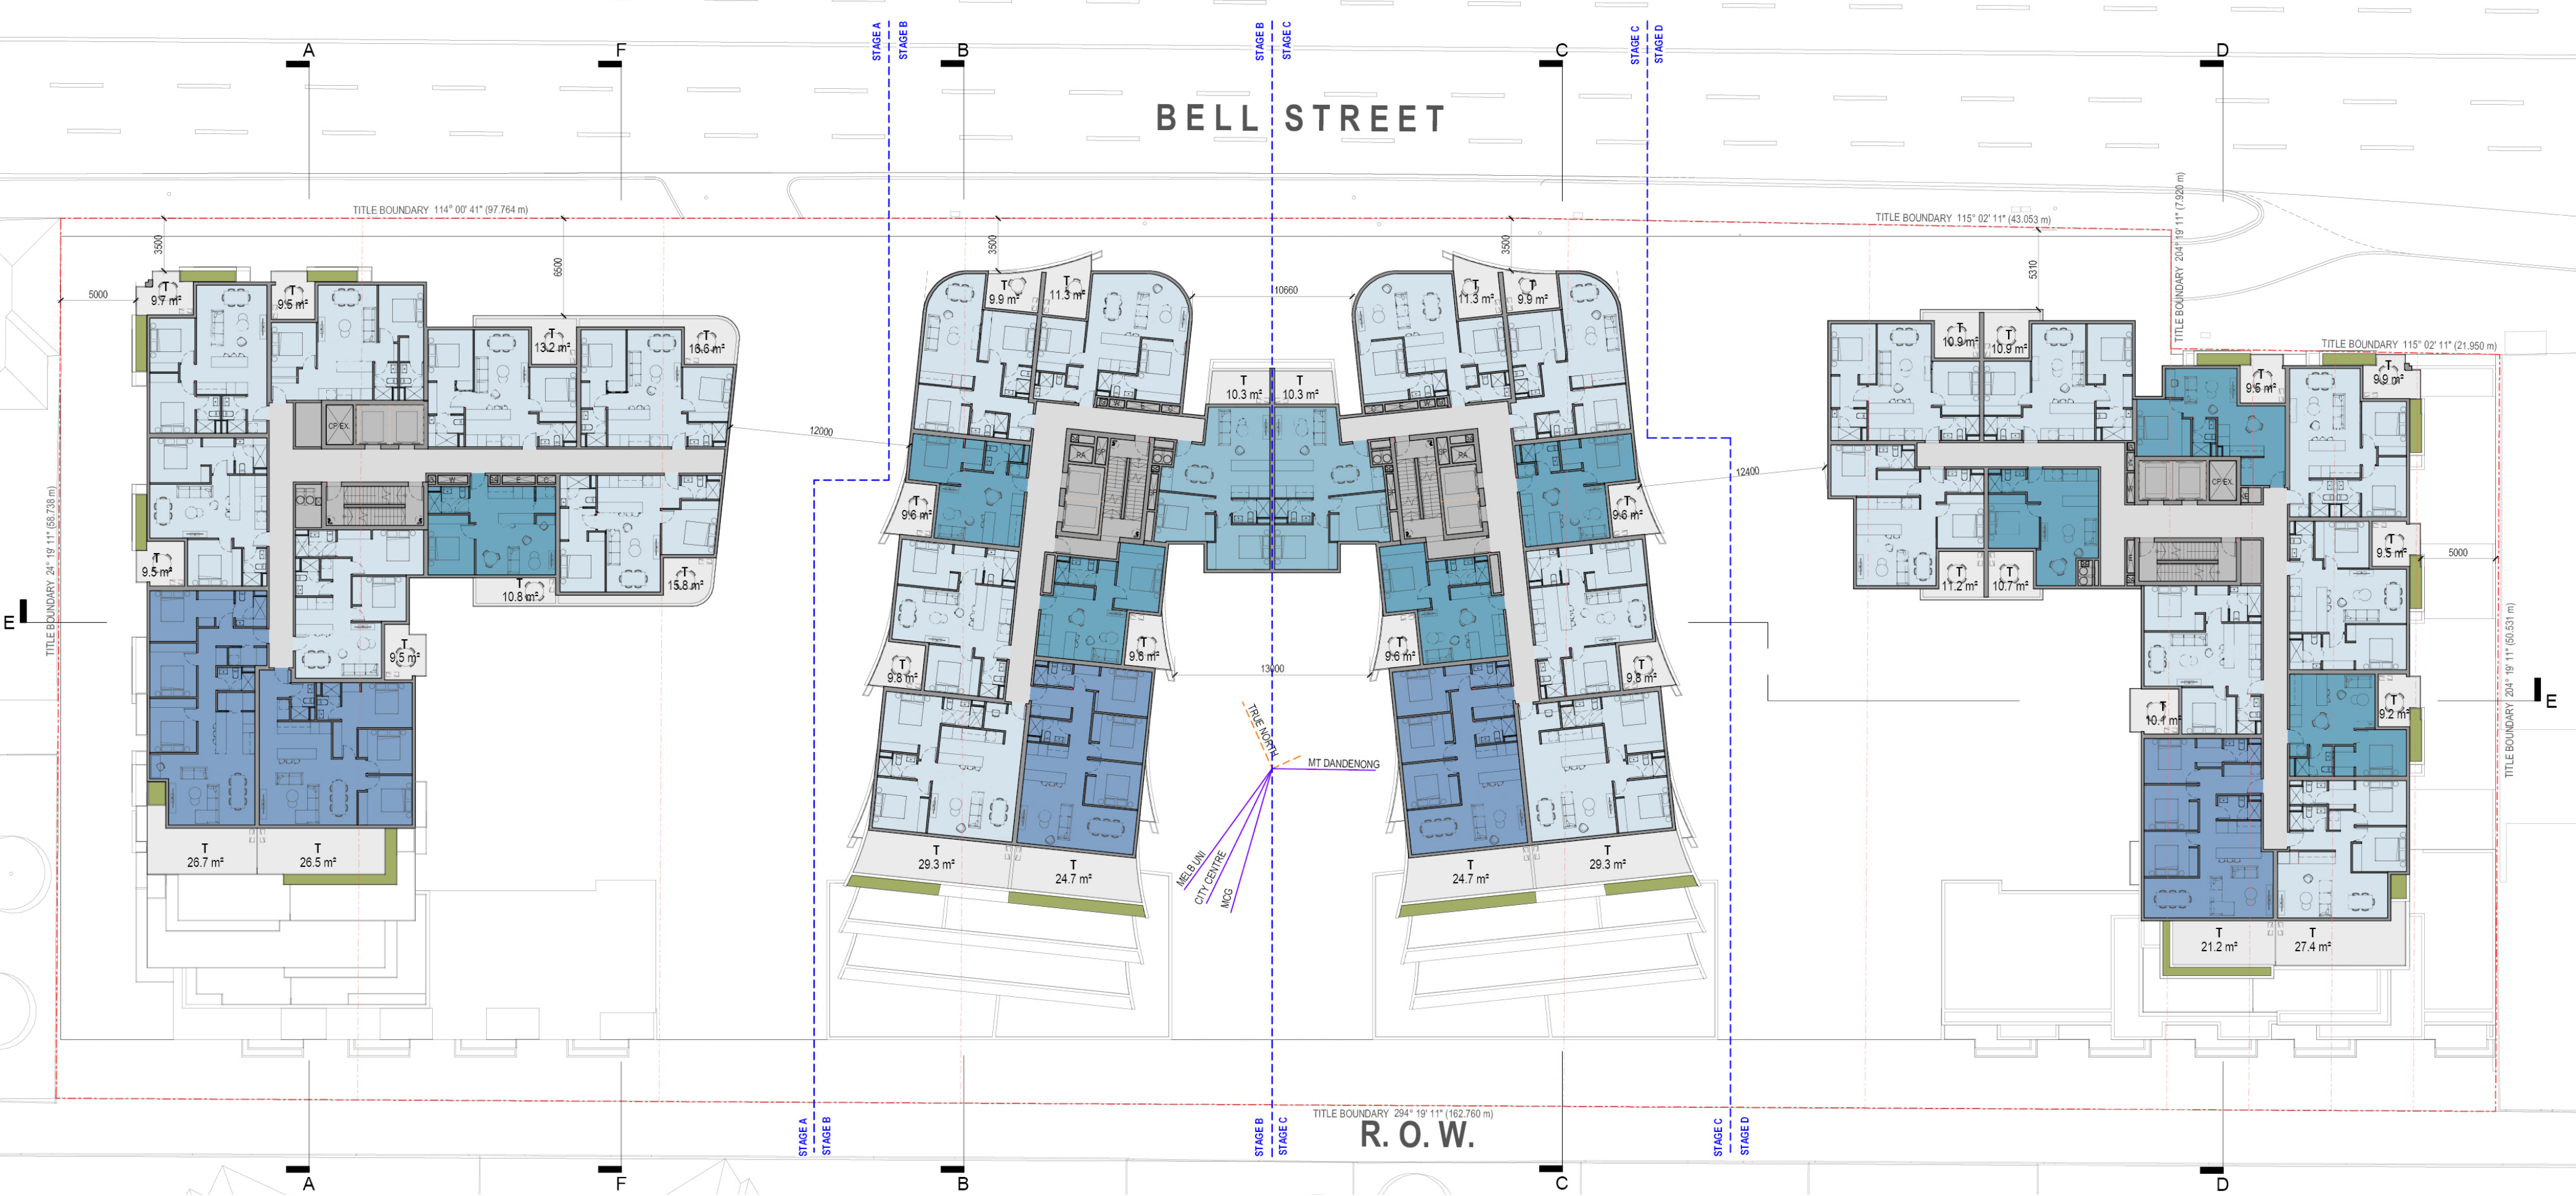 A
F
STAGE A
STAGE B
B
STAGE B
STAGE C
C
STAGE C
STAGE D
D
BELL STREET
TITLE BOUNDARY 114° 00' 41" (97.764 m)
TITLE BOUNDARY 115° 02' 11" (43.053 m)
TITLE BOUNDARY 204° 19' 11" (7.920 m)
TITLE BOUNDARY 115° 02' 11" (21.950 m)
3500
6500
3500
3500
5310
5000
10660
T
9.7 m²
T
9.5 m²
T
13.2 m²
T
16.6 m²
T
9.9 m²
T
11.3 m²
T
11.3 m²
T
9.9 m²
T
10.9 m²
T
10.9 m²
T
9.5 m²
T
9.9 m²
T
10.3 m²
T
10.3 m²
CP EX.
12000
RA
SP
SP
RA
12400
CP EX.
W
E
C
T
9.6 m²
T
9.6 m²
T
9.5 m²
T
10.8 m²
T
15.8 m²
T
11.2 m²
T
10.7 m²
T
9.5 m²
5000
TITLE BOUNDARY 24° 19' 11" (58.738 m)
E
T
9.5 m²
T
9.8 m²
T
9.6 m²
13000
T
9.6 m²
T
9.8 m²
T
10.1 m²
T
9.2 m²
E
TITLE BOUNDARY 204° 19' 11" (50.531 m)
TRUE NORTH
MT DANDENONG
MELB UNI
CITY CENTRE
MCG
T
26.7 m²
T
26.5 m²
T
29.3 m²
T
24.7 m²
T
24.7 m²
T
29.3 m²
T
21.2 m²
T
27.4 m²
TITLE BOUNDARY 294° 19' 11" (162.760 m)
R. O. W.
STAGE A
STAGE B
STAGE B
STAGE C
STAGE C
STAGE D
A
F
B
C
D